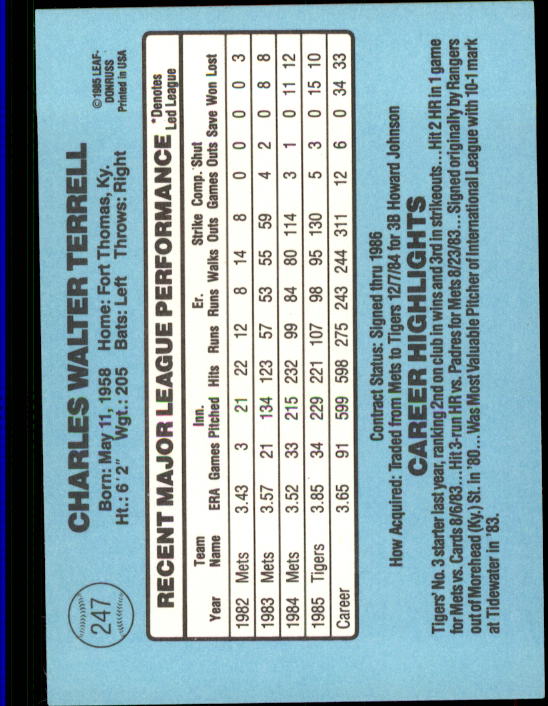 247
CHARLES WALTER TERRELL
Born: May 11, 1958 Home: Fort Thomas, Ky.
Ht.: 6'2" Wgt.: 205 Bats: Left Throws: Right
©1985 LEAF-
DONRUSS
Printed in USA
RECENT MAJOR LEAGUE PERFORMANCE *Denotes
Led League
Year Team Name ERA Games Inn. Pitched Hits Runs Er. Runs Walks Strike Outs Comp. Games Shut Outs Save Won Lost
1982 Mets 3.43 3 21 22 12 8 14 8 0 0 0 0 3
1983 Mets 3.57 21 134 123 57 53 55 59 4 2 0 8 8
1984 Mets 3.52 33 215 232 99 84 80 114 3 1 0 11 12
1985 Tigers 3.85 34 229 221 107 98 95 130 5 3 0 15 10
Career 3.65 91 599 598 275 243 244 311 12 6 0 34 33
Contract Status: Signed thru 1986
How Acquired: Traded from Mets to Tigers 12/7/84 for 3B Howard Johnson
CAREER HIGHLIGHTS
Tigers' No. 3 starter last year, ranking 2nd on club in wins and 3rd in strikeouts... Hit 2 HR in 1 game
for Mets vs. Cards 8/6/83... Hit 3-run HR vs. Padres for Mets 8/23/83... Signed originally by Rangers
out of Morehead (Ky.) St. in '80... Was Most Valuable Pitcher of International League with 10-1 mark
at Tidewater in '83.